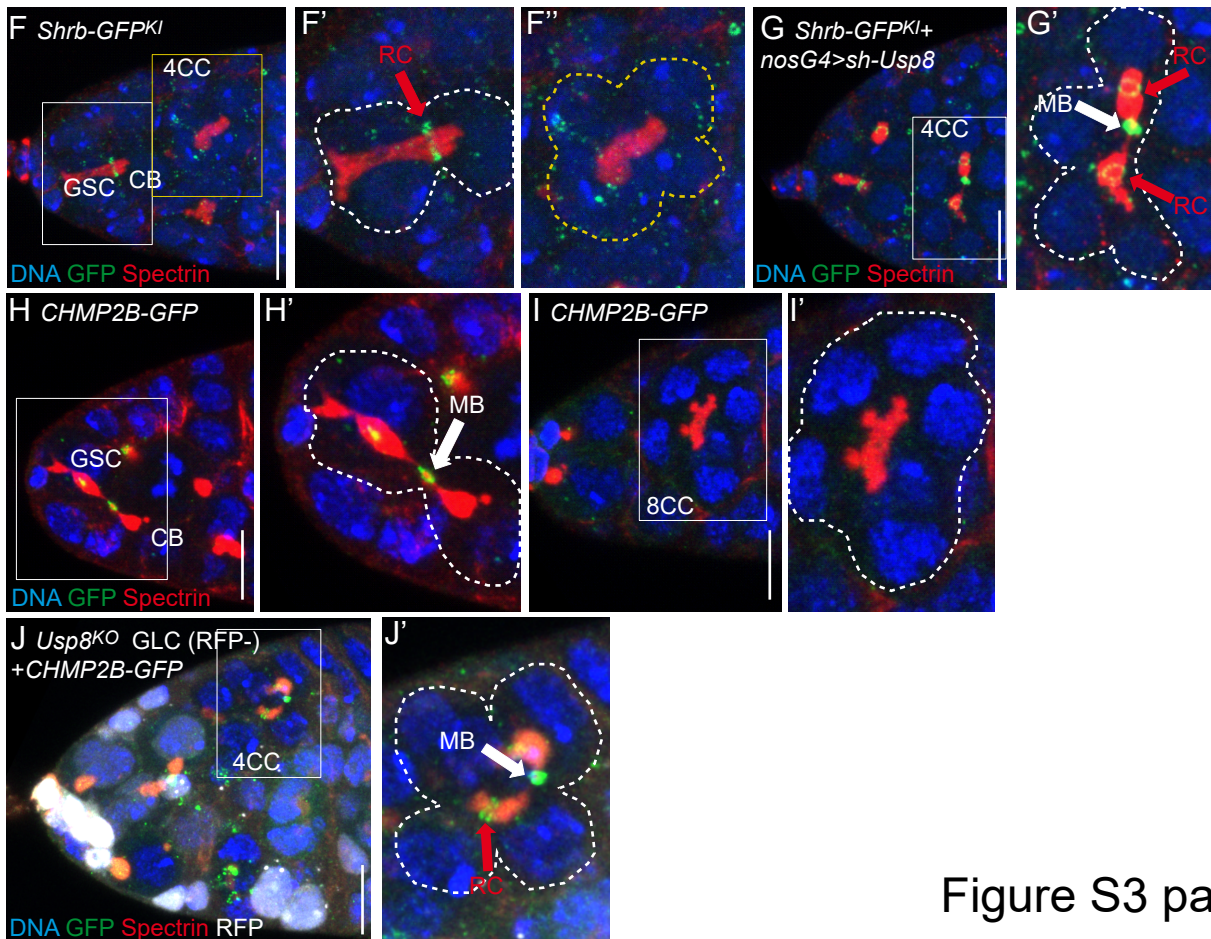 F Shrb-GFPKI
4CC
GSC
CB
DNA GFP Spectrin
F'
RC
F''
G Shrb-GFPKI+
nosG4>sh-Usp8
4CC
DNA GFP Spectrin
G'
RC
MB
RC
H CHMP2B-GFP
GSC
CB
DNA GFP Spectrin
H'
MB
I CHMP2B-GFP
8CC
I'
J Usp8KO GLC (RFP-)
+CHMP2B-GFP
4CC
DNA GFP Spectrin RFP
J'
MB
RC
Figure S3 pa